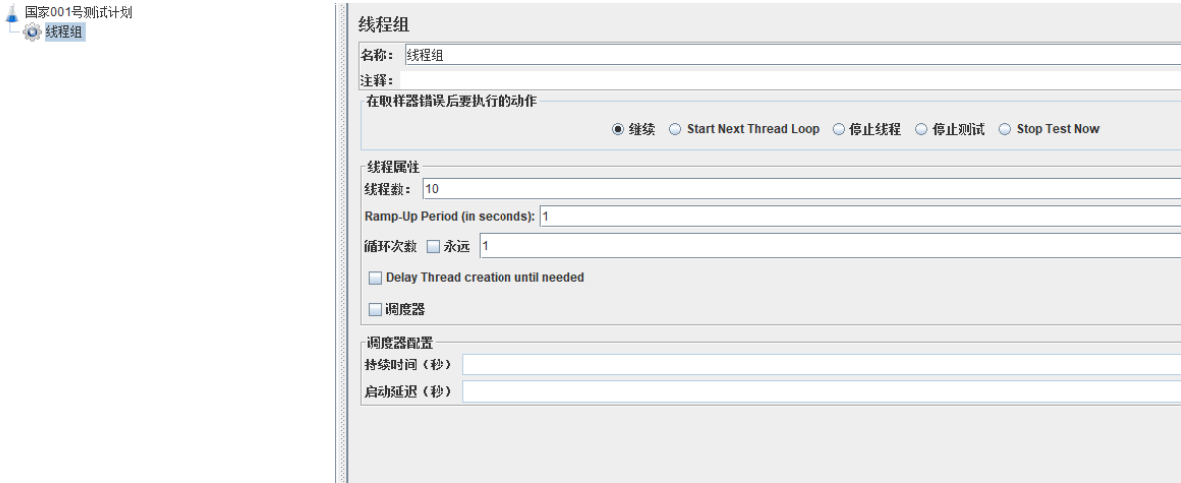 国家001号测试计划
线程组
线程组
名称： 线程组
注释：
在取样器错误后要执行的动作
继续 Start Next Thread Loop 停止线程 停止测试 Stop Test Now
线程属性
线程数： 10
Ramp-Up Period (in seconds): 1
循环次数 永远 1
Delay Thread creation until needed
调度器
调度器配置
持续时间（秒）
启动延迟（秒）